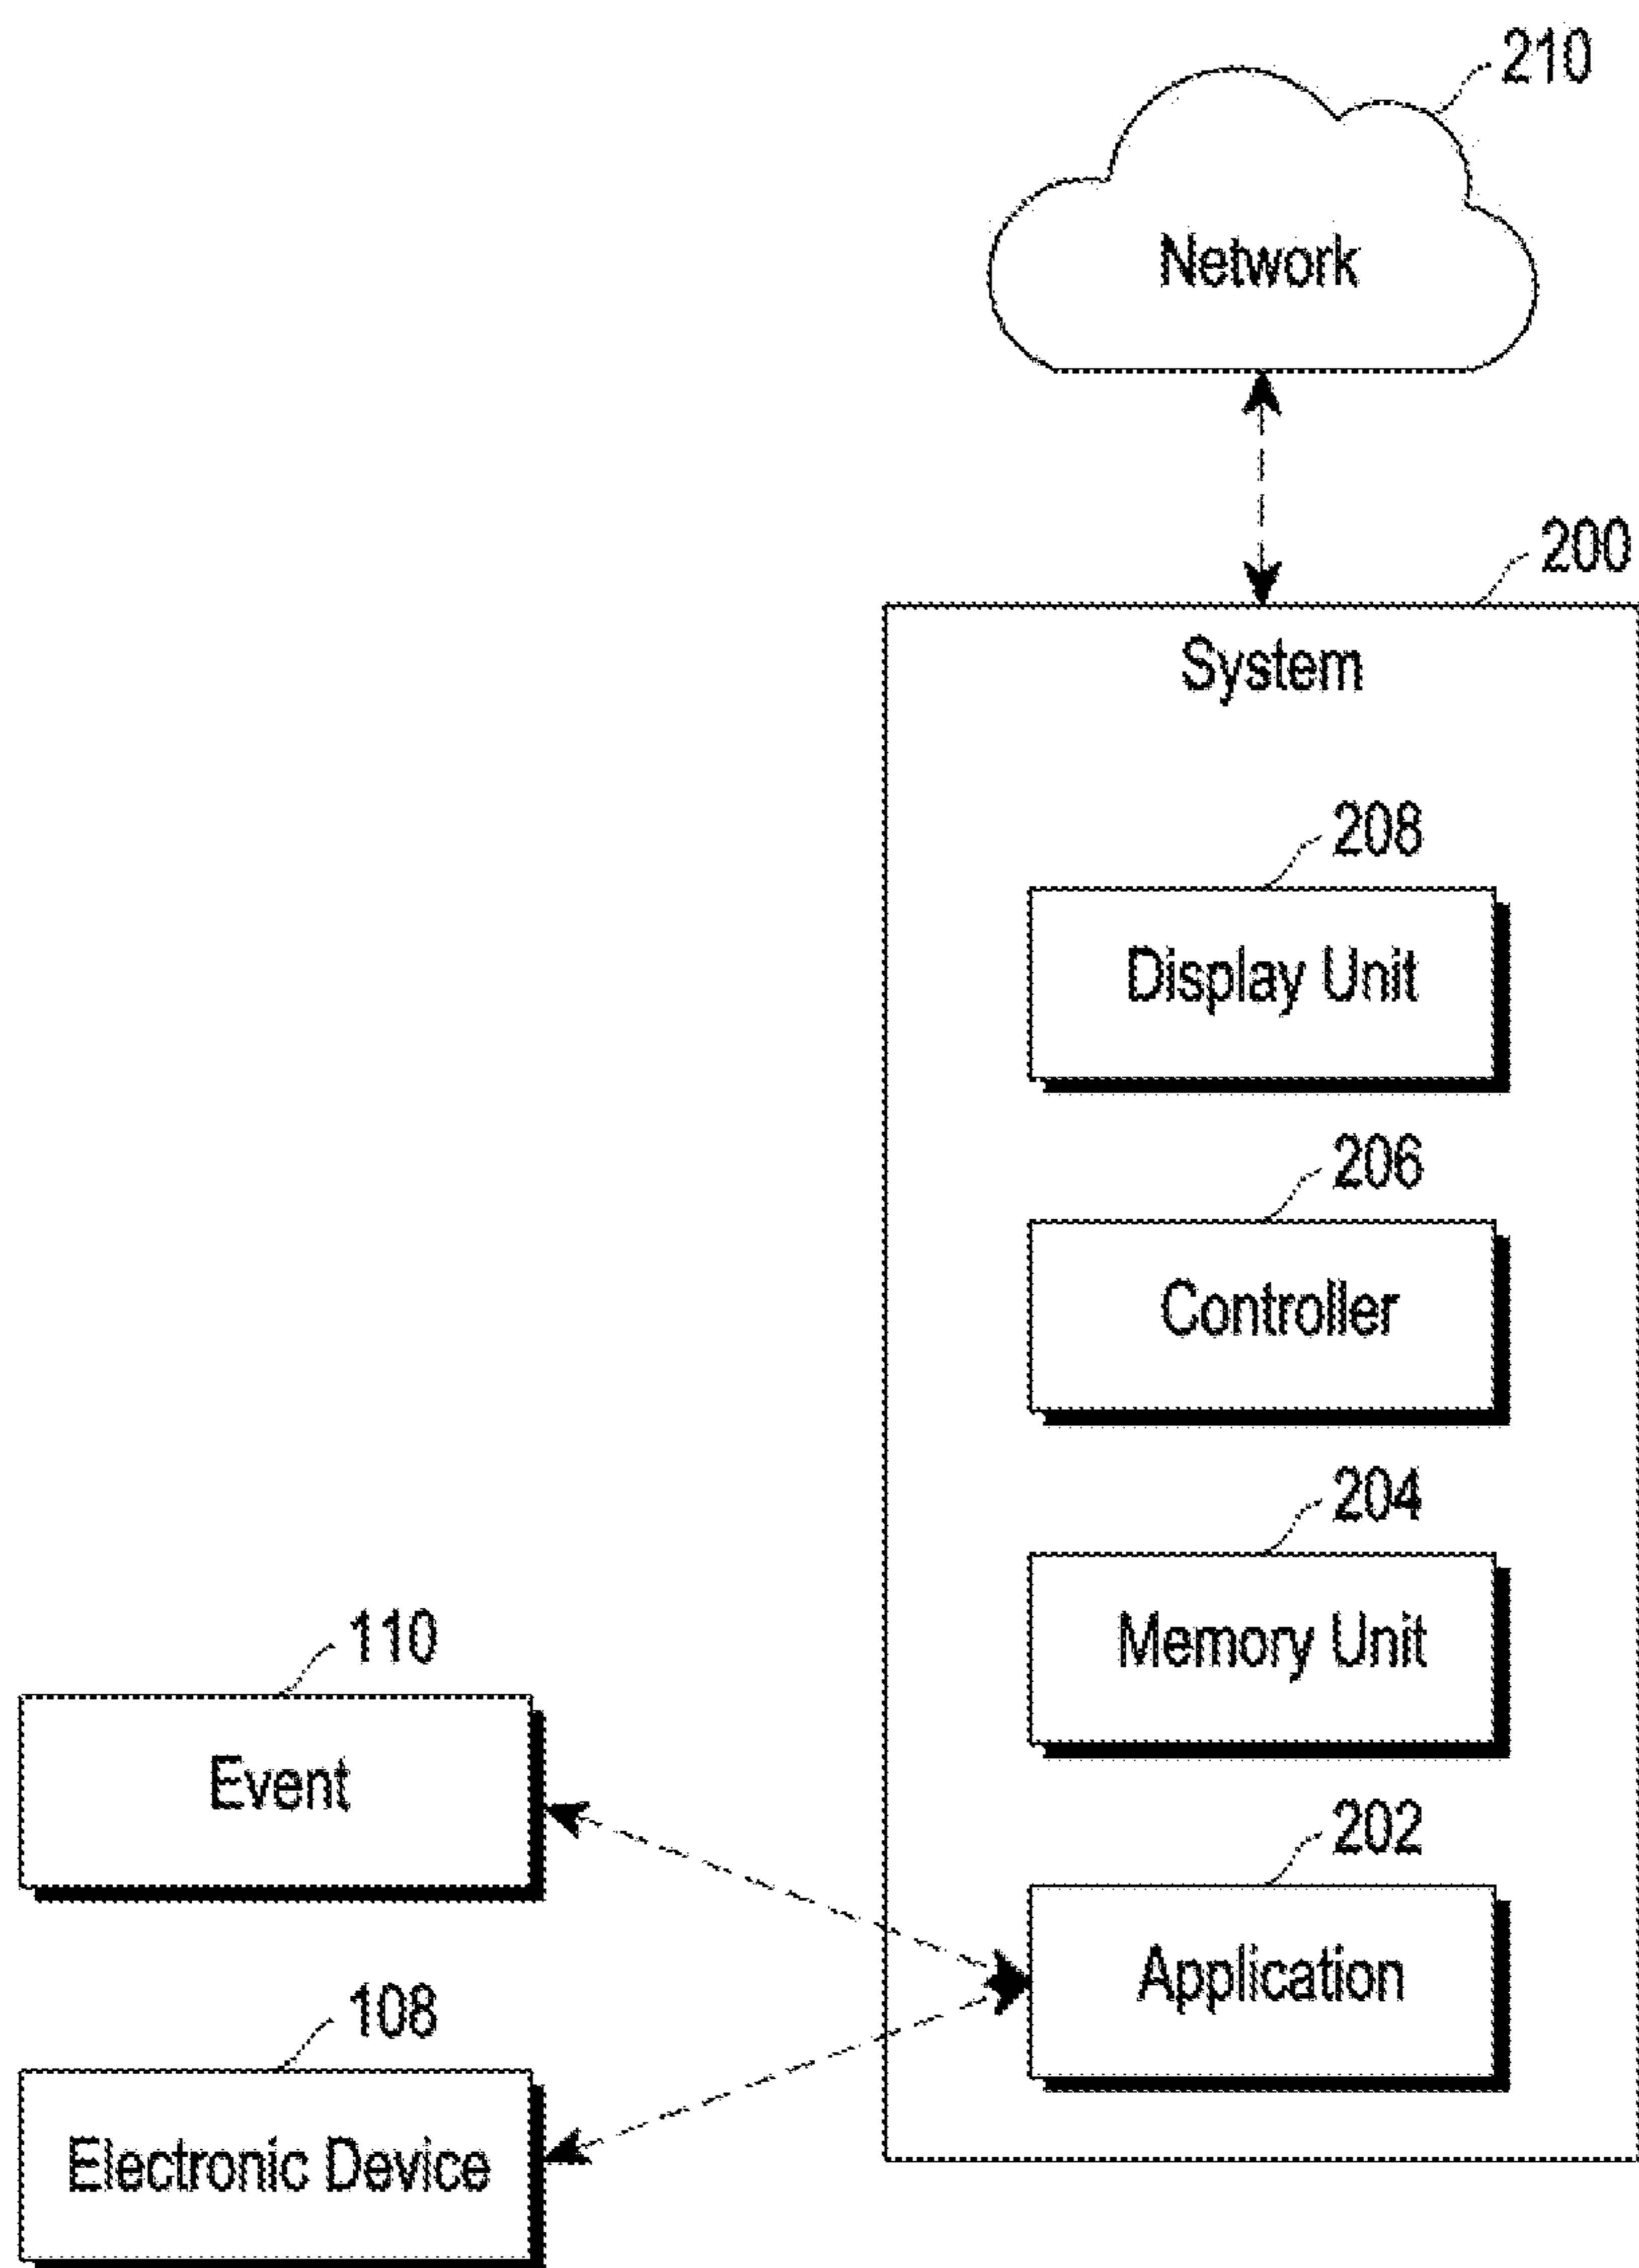 210
Network
200
System
208
Display Unit
206
Controller
204
Memory Unit
110
Event
202
Application
108
Electronic Device